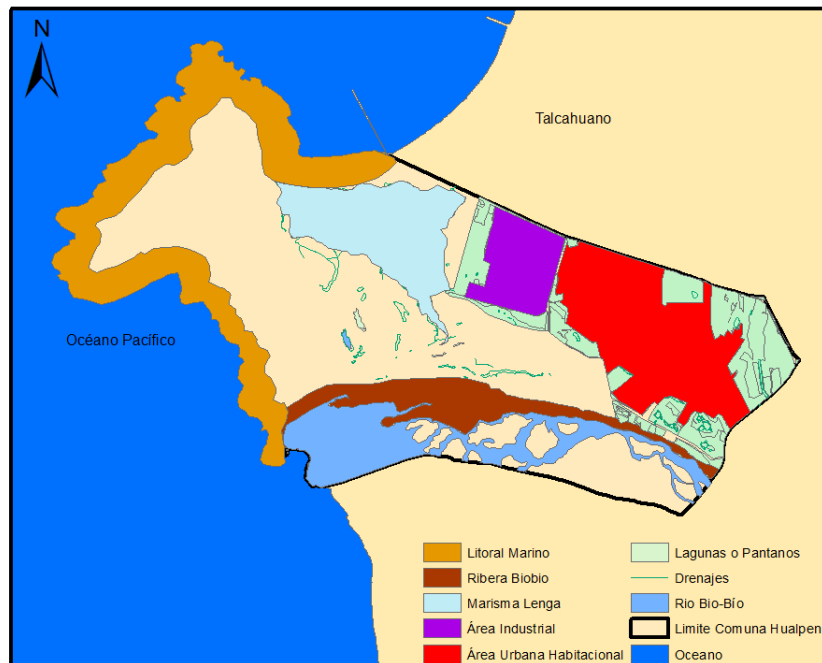 N
Talcahuano
Océano Pacífico
Litoral Marino
Ribera Biobio
Marisma Lenga
Área Industrial
Área Urbana Habitacional
Lagunas o Pantanos
Drenajes
Rio Bio-Bío
Limite Comuna Hualpen
Oceano